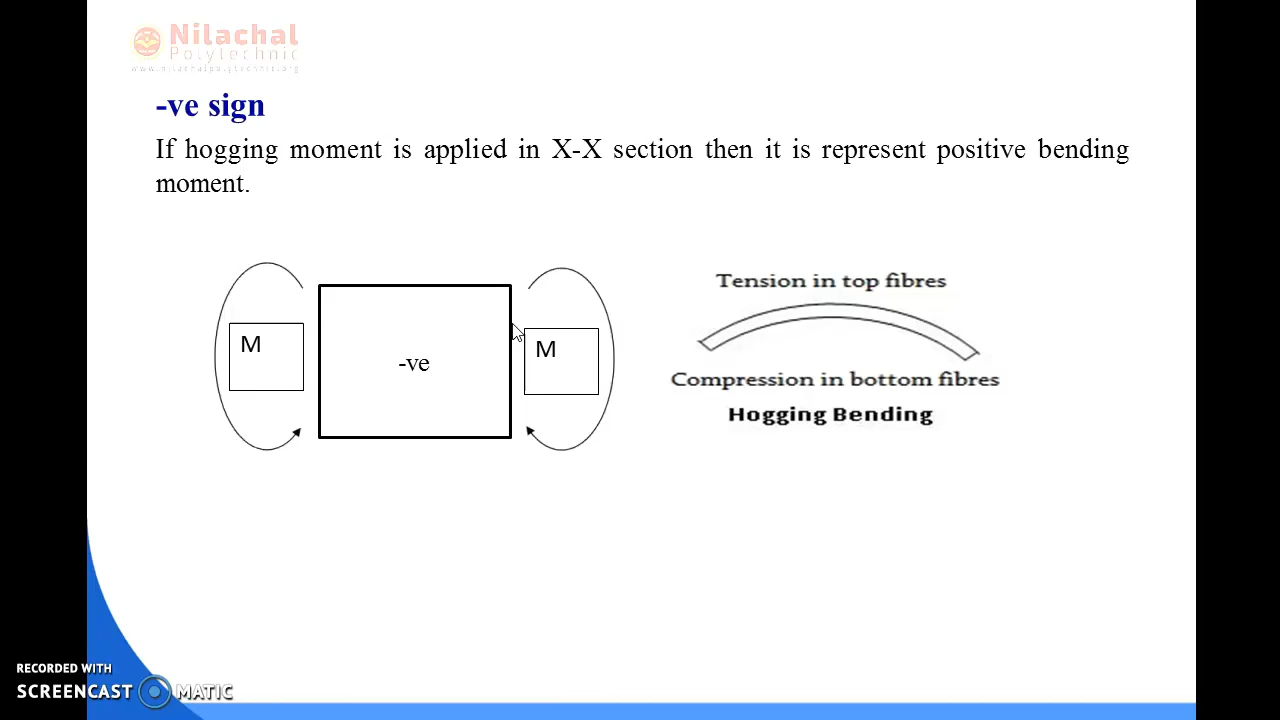 Nilachal
Polytechnic
www.nilachalpolytechnic.org
-ve sign
If hogging moment is applied in X-X section then it is represent positive bending
moment.
M
-ve
M
Tension in top fibres
Compression in bottom fibres
Hogging Bending
RECORDED WITH
SCREENCAST MATIC